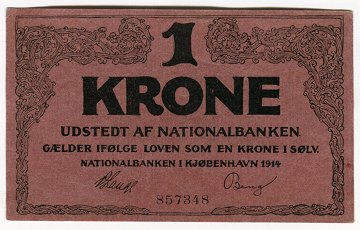 1
KRONE
UDSTEDT AF NATIONALBANKEN.
GÆLDER IFØLGE LOVEN SOM EN KRONE I SØLV.
NATIONALBANKEN I KJØBENHAVN 1914
857348